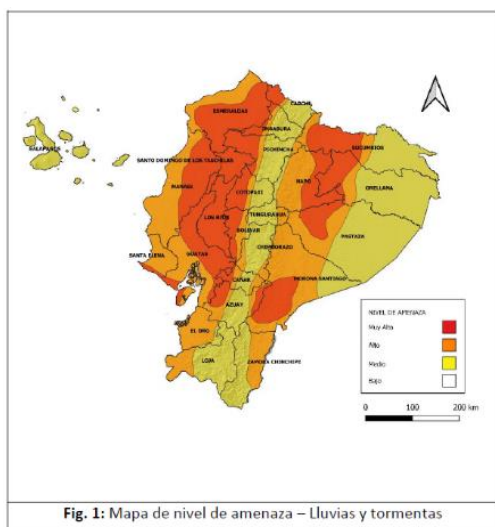 ESMERALDAS
CARCHI
IMBABURA
GALAPAGOS
SUCUMBIOS
PICHINCHA
SANTO DOMINGO DE LOS TSACHILAS
NAPO
ORELLANA
MANABI
COTOPAXI
LOS RIOS
TUNGURAHUA
BOLIVAR
PASTAZA
CHIMBORAZO
SANTA ELENA
GUAYAS
MORONA SANTIAGO
CAÑAR
AZUAY
EL ORO
LOJA
ZAMORA CHINCHIPE
NIVEL DE AMENAZA
Muy Alta
Alto
Medio
Bajo
0 100 200 km
Fig. 1: Mapa de nivel de amenaza – Lluvias y tormentas